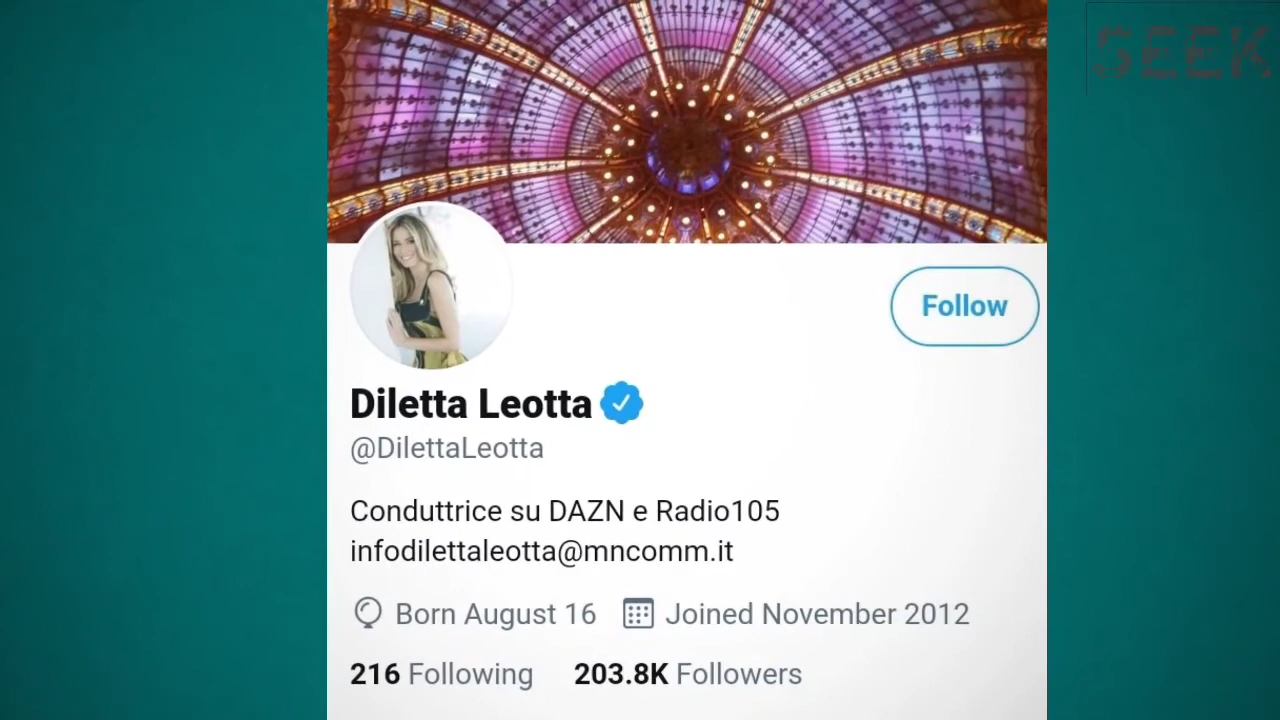 SEEK
Follow
Diletta Leotta
@DilettaLeotta
Conduttrice su DAZN e Radio105
infodilettaleotta@mncomm.it
Born August 16 Joined November 2012
216 Following 203.8K Followers